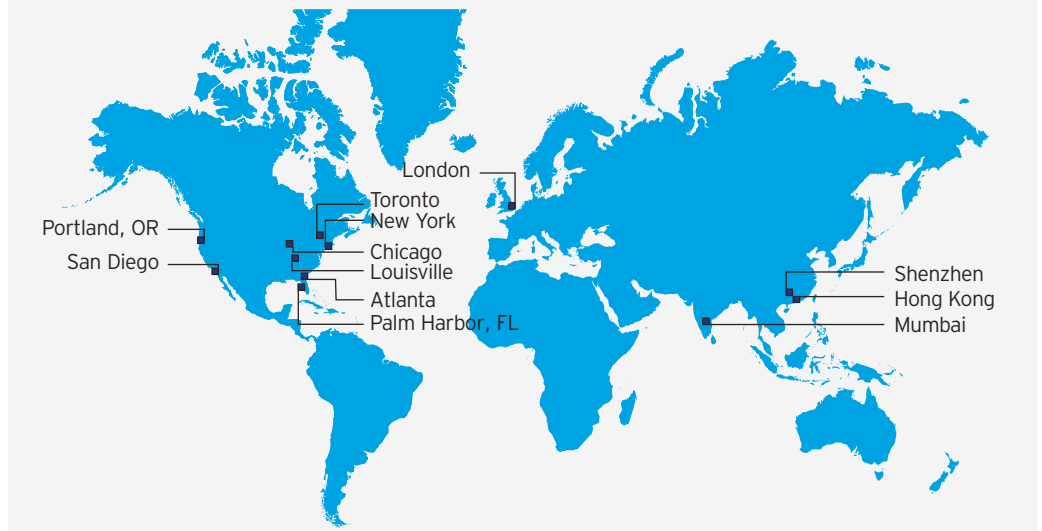 London
Toronto
New York
Portland, OR
Chicago
San Diego
Louisville
Shenzhen
Atlanta
Hong Kong
Palm Harbor, FL
Mumbai